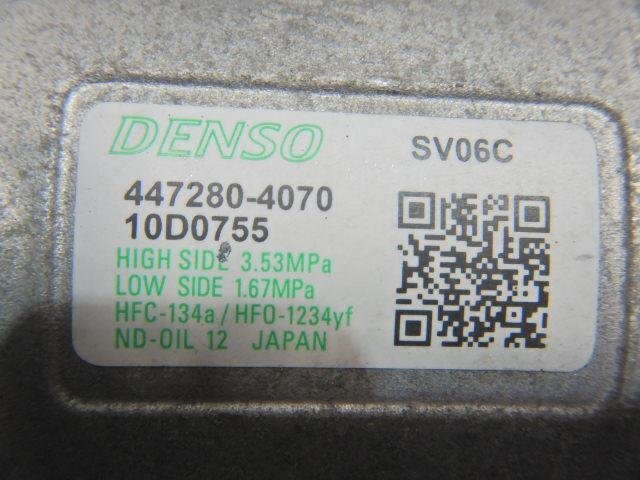 DENSO SV06C
447280-4070
10D0755
HIGH SIDE 3.53MPa
LOW SIDE 1.67MPa
HFC-134a / HFO-1234yf
ND-OIL 12 JAPAN